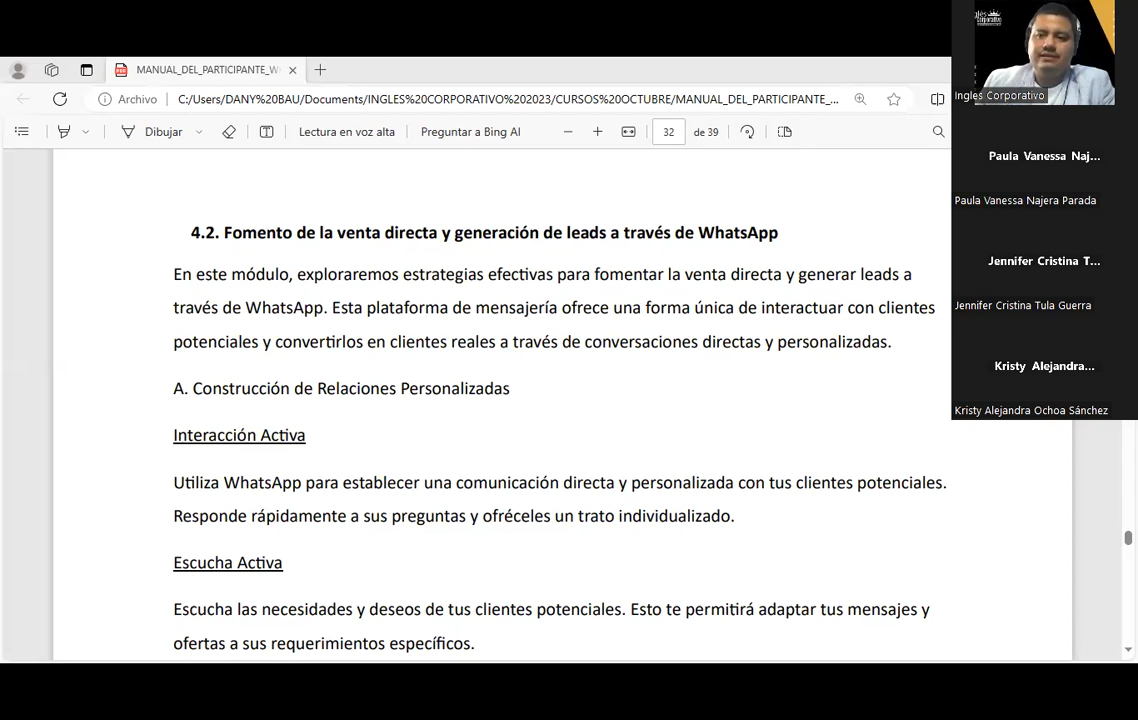 MANUAL_DEL_PARTICIPANTE_W
Archivo C:/Users/DANY%20BAU/Documents/INGLES%20CORPORATIVO%202023/CURSOS%20OCTUBRE/MANUAL_DEL_PARTICIPANTE_...
Dibujar Lectura en voz alta Preguntar a Bing AI 32 de 39
4.2. Fomento de la venta directa y generación de leads a través de WhatsApp
En este módulo, exploraremos estrategias efectivas para fomentar la venta directa y generar leads a
través de WhatsApp. Esta plataforma de mensajería ofrece una forma única de interactuar con clientes
potenciales y convertirlos en clientes reales a través de conversaciones directas y personalizadas.
A. Construcción de Relaciones Personalizadas
Interacción Activa
Utiliza WhatsApp para establecer una comunicación directa y personalizada con tus clientes potenciales.
Responde rápidamente a sus preguntas y ofréceles un trato individualizado.
Escucha Activa
Escucha las necesidades y deseos de tus clientes potenciales. Esto te permitirá adaptar tus mensajes y
ofertas a sus requerimientos específicos.
Ingles Corporativo
Paula Vanessa Naj...
Paula Vanessa Najera Parada
Jennifer Cristina T...
Jennifer Cristina Tula Guerra
Kristy Alejandra...
Kristy Alejandra Ochoa Sánchez